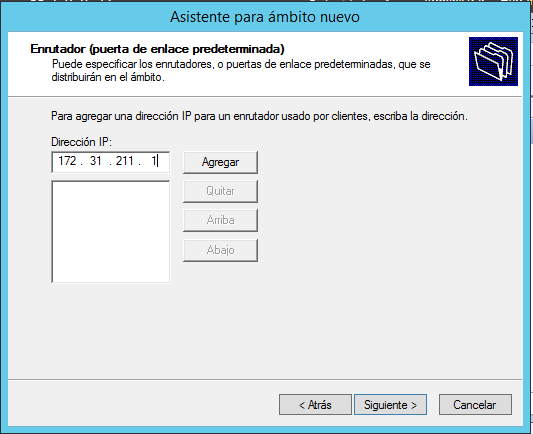 Asistente para ámbito nuevo
Enrutador (puerta de enlace predeterminada)
Puede especificar los enrutadores, o puertas de enlace predeterminadas, que se
distribuirán en el ámbito.
Para agregar una dirección IP para un enrutador usado por clientes, escriba la dirección.
Dirección IP:
172 . 31 . 211 . 1
Agregar
Quitar
Arriba
Abajo
< Atrás
Siguiente >
Cancelar